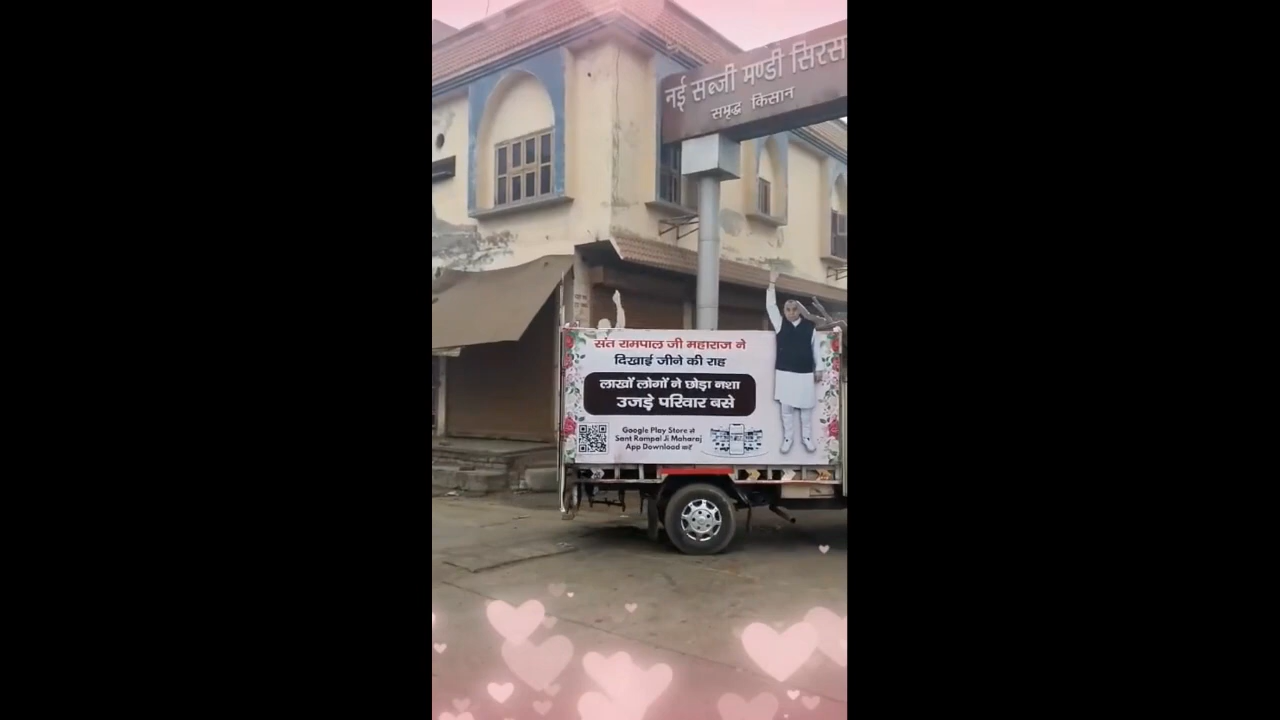 नई सब्जी मण्डी सिरस
समृद्ध किसान
संत रामपाल जी महाराज ने
दिखाई जीने की राह
लाखों लोगों ने छोड़ा नशा
उजड़े परिवार बसे
Google Play Store से
Sant Rampal Ji Maharaj
App Download करें